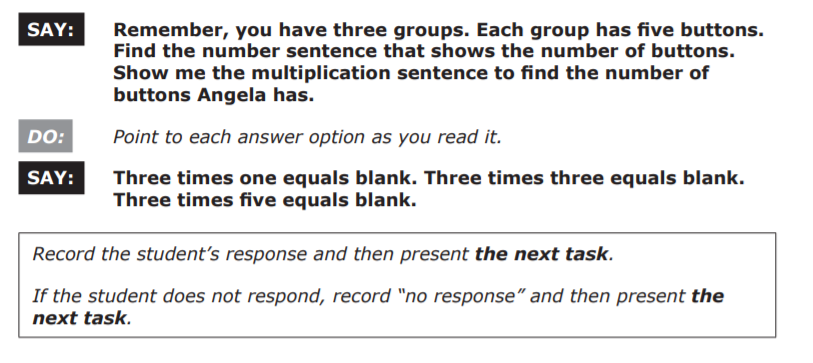 SAY: Remember, you have three groups. Each group has five buttons.
Find the number sentence that shows the number of buttons.
Show me the multiplication sentence to find the number of
buttons Angela has.
DO: Point to each answer option as you read it.
SAY: Three times one equals blank. Three times three equals blank.
Three times five equals blank.
Record the student’s response and then present the next task.
If the student does not respond, record “no response” and then present the
next task.